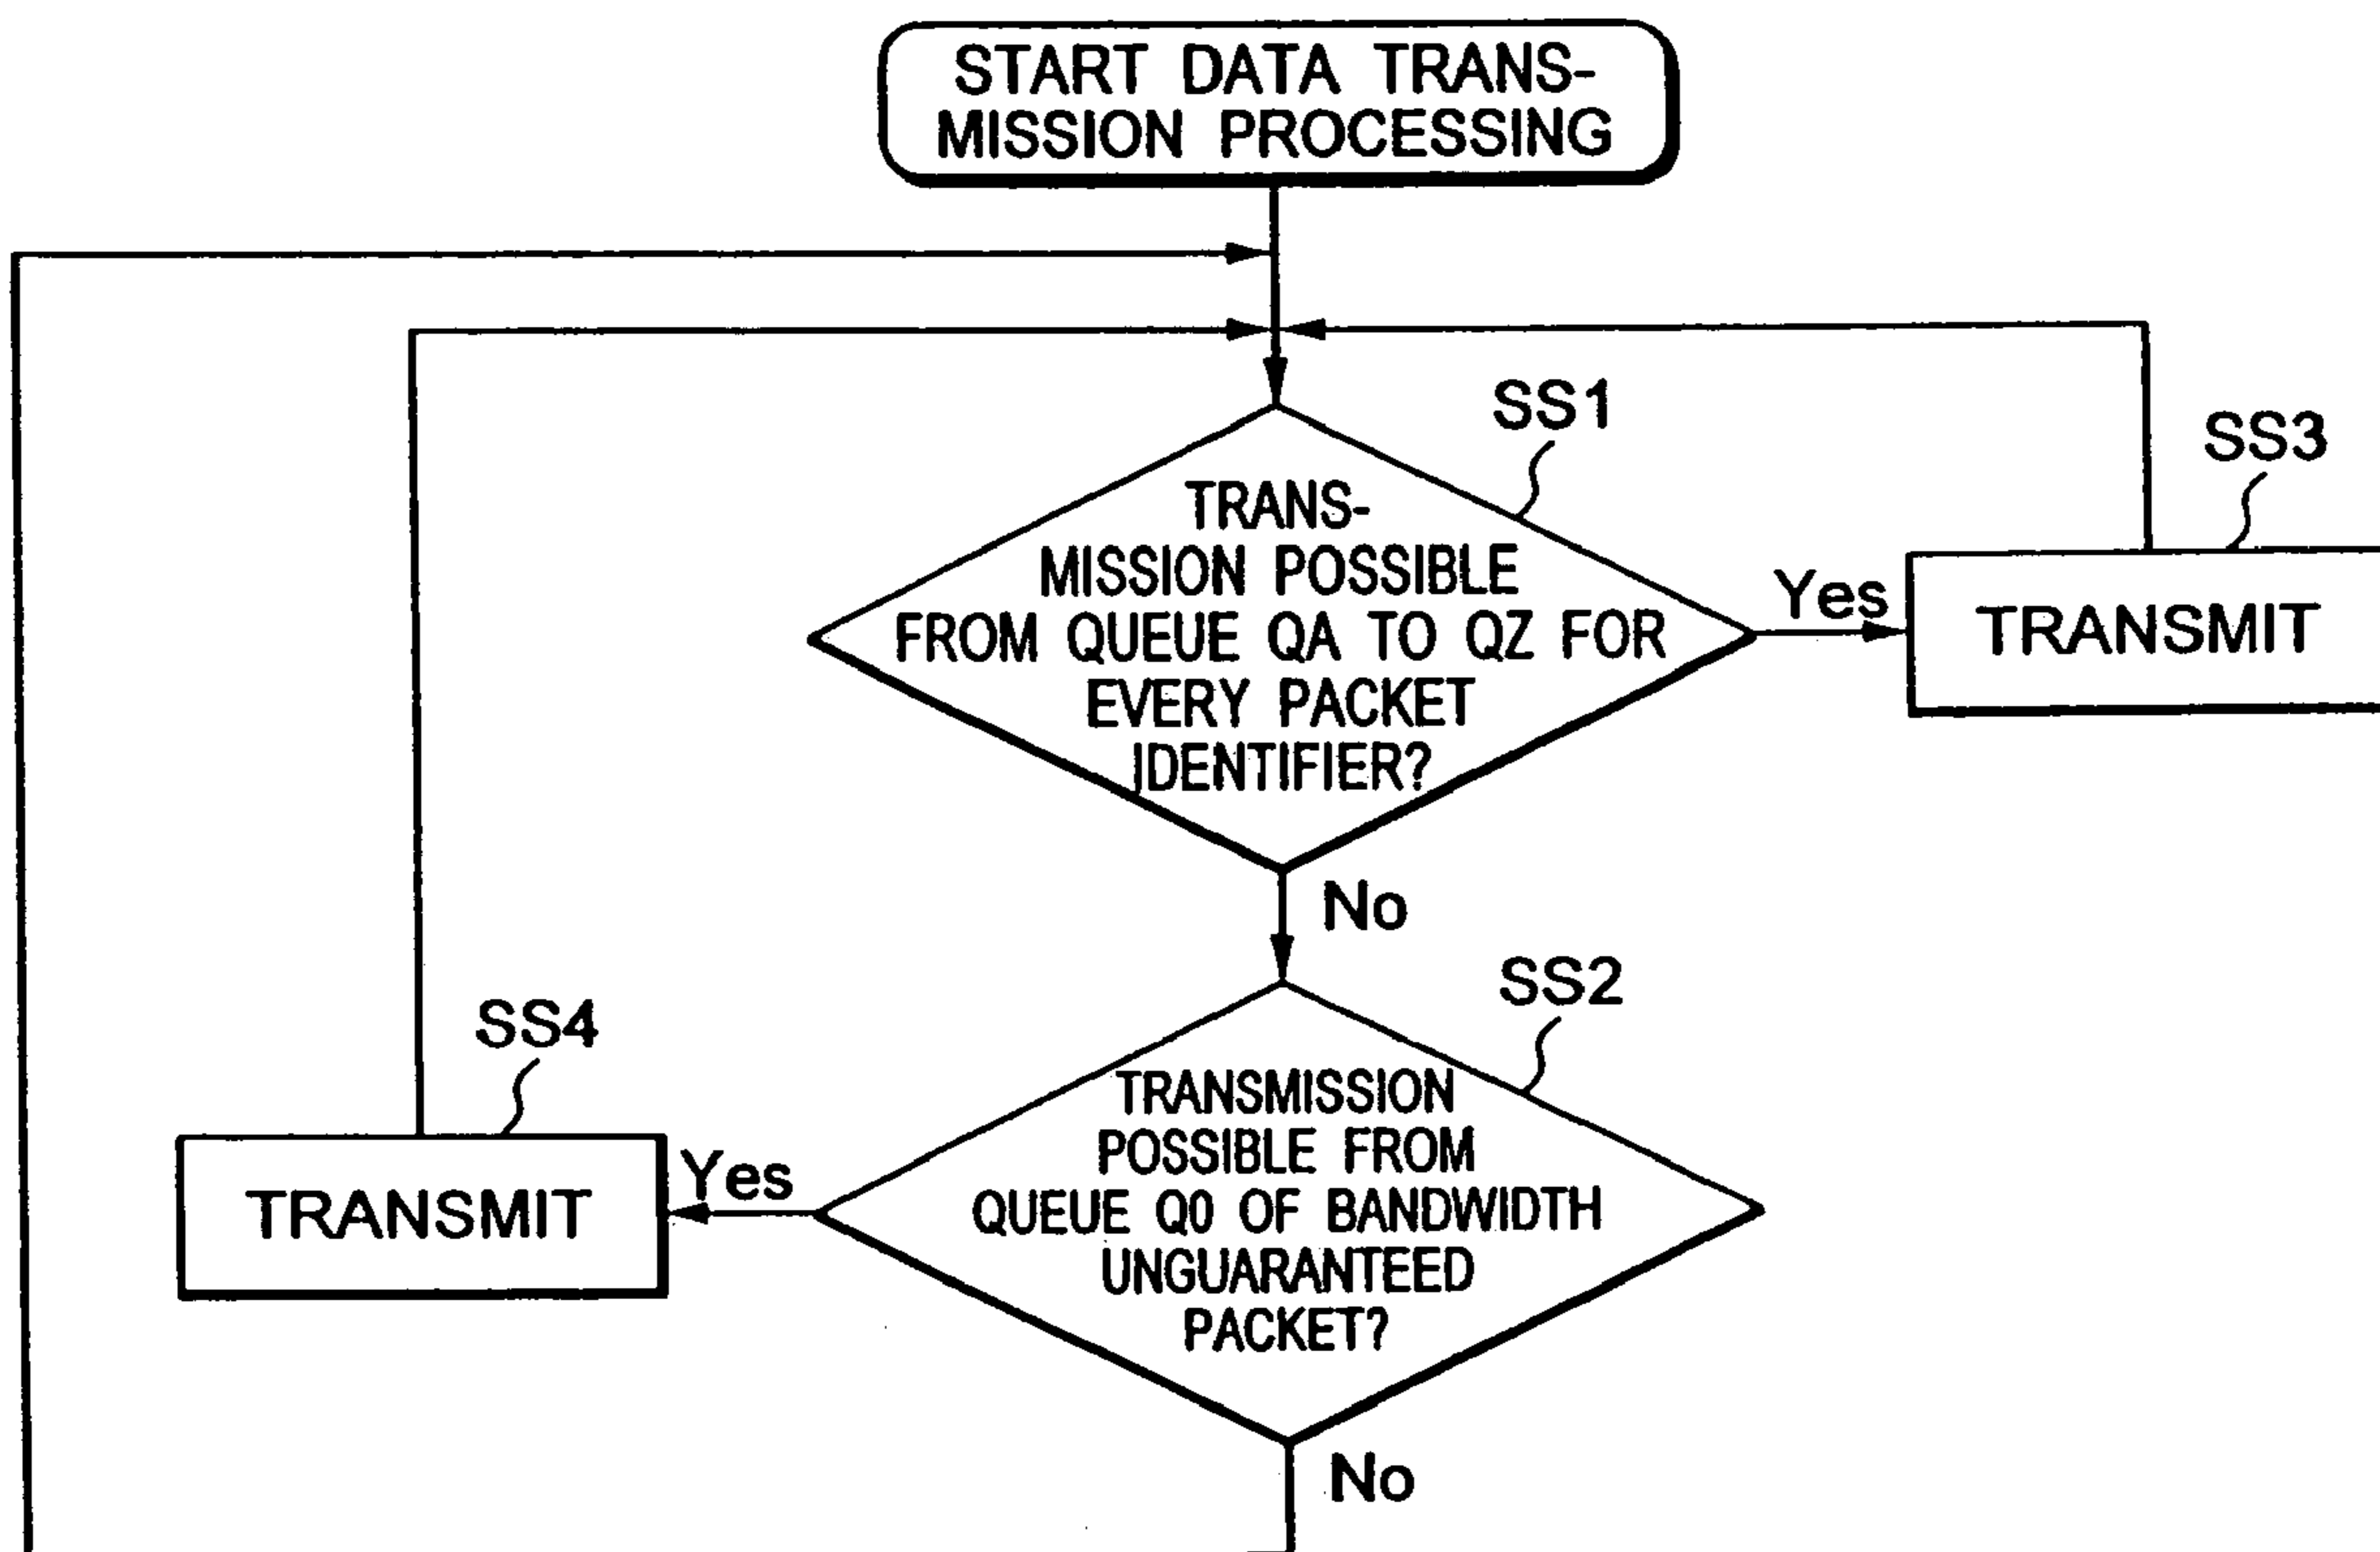 START DATA TRANS-
MISSION PROCESSING
SS1
SS3
TRANS-
MISSION POSSIBLE
FROM QUEUE QA TO QZ FOR
EVERY PACKET
IDENTIFIER?
Yes
TRANSMIT
No
SS2
SS4
TRANSMISSION
POSSIBLE FROM
QUEUE Q0 OF BANDWIDTH
UNGUARANTEED
PACKET?
Yes
TRANSMIT
No